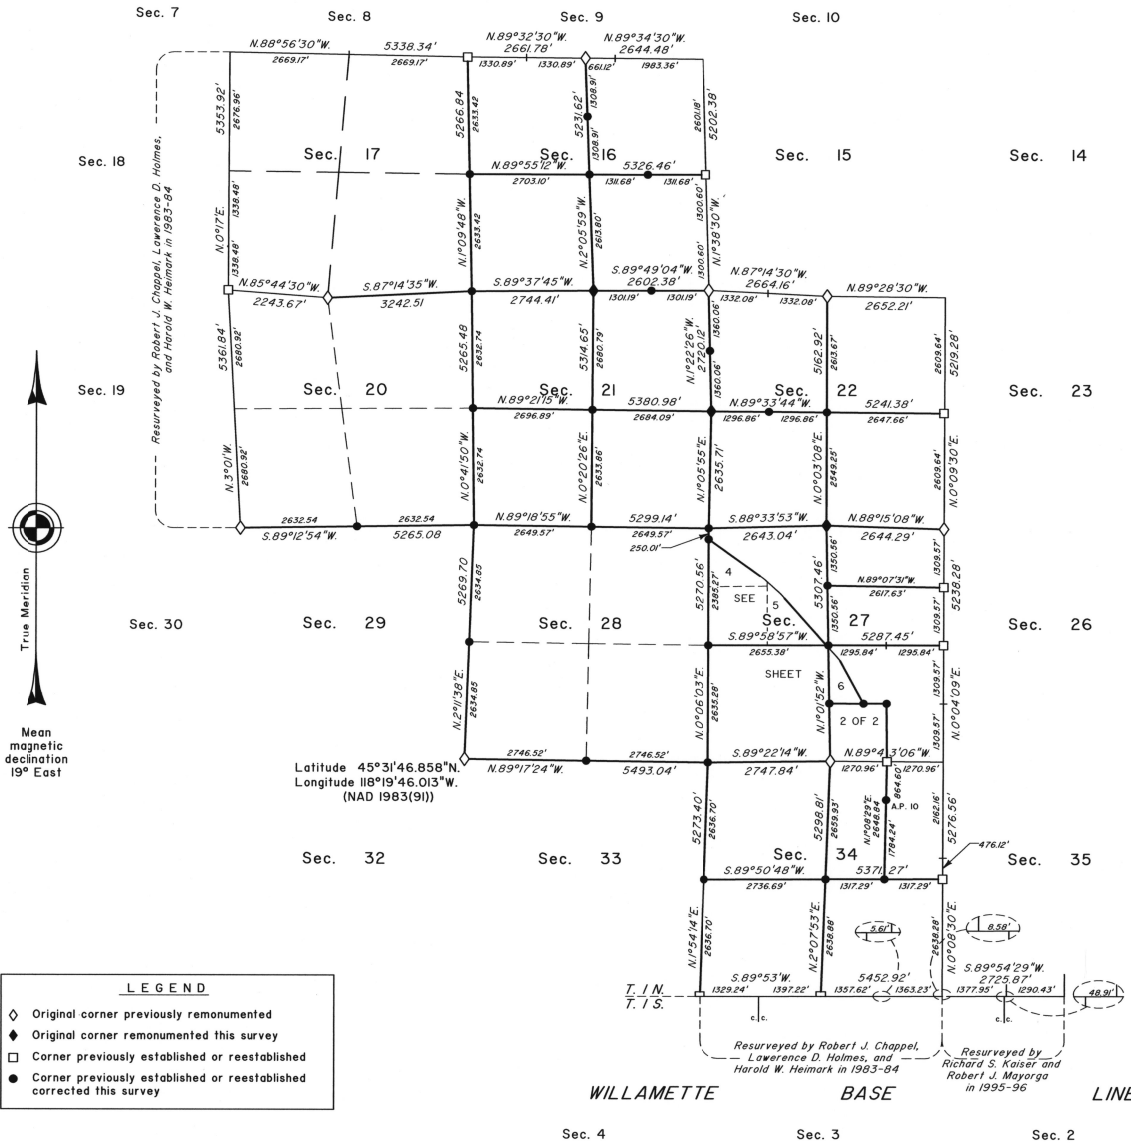 Sec. 7
Sec. 8
Sec. 9
Sec. 10
N.88°56'30"W. 5338.34'
2669.17' 2669.17'
N.89°32'30"W.
2661.78'
1330.89' 1330.89'
N.89°34'30"W.
2644.48'
661.12' 1983.36'
5353.92'
2676.96'
5266.84
2633.42
5231.62'
1308.91'
1308.91'
2601.18'
5202.38'
Sec. 18
Sec. 17
Sec. 16
Sec. 15
Sec. 14
N.89°55'12"W. 5326.46'
2703.10' 1311.68' 1311.68'
Resurveyed by Robert J. Chappel, Lawerence D. Holmes,
and Harold W. Heimark in 1983-84
N.0°17'E.
1338.48'
1338.48'
N.1°09'48"W.
2633.42
N.2°05'59"W.
2613.80'
1300.60'
1300.60'
N.1°38'30"W.
N.85°44'30"W.
2243.67'
S.87°14'35"W.
3242.51
S.89°37'45"W.
2744.41'
S.89°49'04"W.
2602.38'
1301.19' 1301.19'
N.87°14'30"W.
2664.16'
1332.08' 1332.08'
N.89°28'30"W.
2652.21'
5361.84'
2680.92'
5265.48
2632.74
5314.65'
2680.79'
N.1°22'26"W.
2720.12'
1360.06'
1360.06'
5162.92'
2613.67'
2609.64'
5219.28'
Sec. 19
Sec. 20
Sec. 21
Sec. 22
Sec. 23
N.89°21'15"W. 5380.98'
2696.89' 2684.09'
N.89°33'44"W. 5241.38'
1296.86' 1296.86' 2647.66'
N.3°01'W.
2680.92'
N.0°41'50"W.
2632.74
N.0°20'26"E.
2633.86'
N.1°05'55"E.
2635.71'
N.0°03'08"E.
2549.25'
2609.64'
N.0°09'30"E.
2632.54 2632.54
S.89°12'54"W. 5265.08
N.89°18'55"W. 5299.14'
2649.57' 2649.57'
S.88°33'53"W.
2643.04'
N.88°15'08"W.
2644.29'
250.01'
True Meridian
Mean
magnetic
declination
19° East
5269.70
2634.85
5270.56'
2385.27'
4
5
SEE
5307.46'
1350.56'
1350.56'
N.89°07'31"W.
2617.63'
1309.57'
1309.57'
5238.28'
Sec. 30
Sec. 29
Sec. 28
Sec. 27
Sec. 26
S.89°58'57"W. 5287.45'
2655.38' 1295.84' 1295.84'
SHEET
6
2 OF 2
N.2°11'38"E.
2634.85
N.0°06'03"E.
2635.28'
N.1°01'52"W.
1309.57'
1309.57'
N.0°04'09"E.
2746.52' 2746.52'
N.89°17'24"W. 5493.04'
S.89°22'14"W.
2747.84'
N.89°43'06"W
1270.96' 1270.96'
Latitude 45°31'46.858"N.
Longitude 118°19'46.013"W.
(NAD 1983(91))
5273.40'
2636.70'
5298.81'
2659.93'
N.1°08'29"E.
2648.84
864.60'
1784.24'
A.P. 10
2162.16'
5276.56'
476.12'
Sec. 32
Sec. 33
Sec. 34
Sec. 35
S.89°50'48"W. 5371.27'
2736.69' 1317.29' 1317.29'
N.1°54'14"E.
2636.70'
N.2°07'53"E.
2638.88'
2638.28'
N.0°08'30"E.
5.61'
8.58'
T. 1 N.
T. 1 S.
S.89°53'W. 5452.92'
1329.24' 1397.22' 1357.62' 1363.23'
S.89°54'29"W.
2725.87'
1377.95' 1290.43'
48.91'
c.c.
c.c.
Resurveyed by Robert J. Chappel,
Lawerence D. Holmes, and
Harold W. Heimark in 1983-84
Resurveyed by
Richard S. Kaiser and
Robert J. Mayorga
in 1995-96
LEGEND
Original corner previously remonumented
Original corner remonumented this survey
Corner previously established or reestablished
Corner previously established or reestablished
corrected this survey
WILLAMETTE BASE LINE
Sec. 4
Sec. 3
Sec. 2